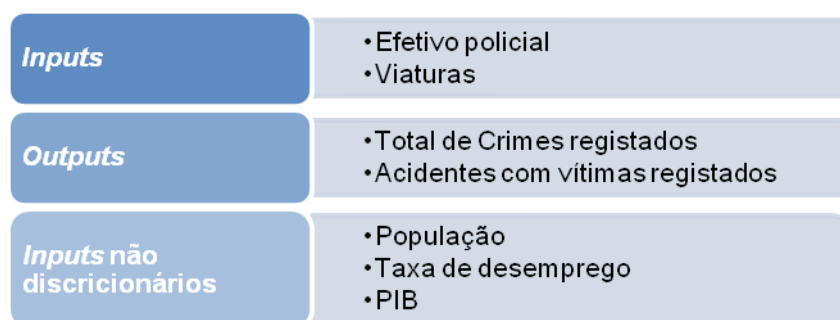 Inputs
•Efetivo policial
•Viaturas
Outputs
•Total de Crimes registados
•Acidentes com vítimas registados
Inputs não
discricionários
•População
•Taxa de desemprego
•PIB